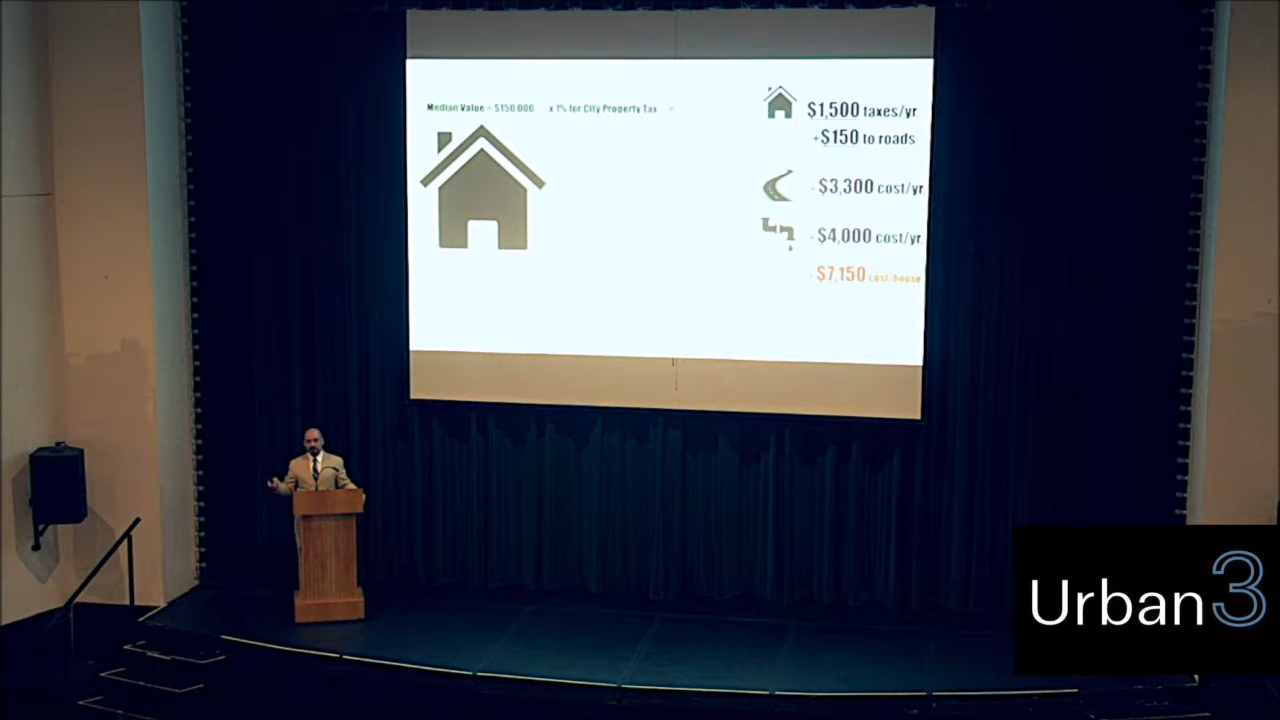 Median Value = $150,000 x 1% for City Property Tax =
$1,500 taxes/yr.
+$150 to roads
- $3,300 cost/yr.
- $4,000 cost/yr.
- $7,150 cost/house
Urban3